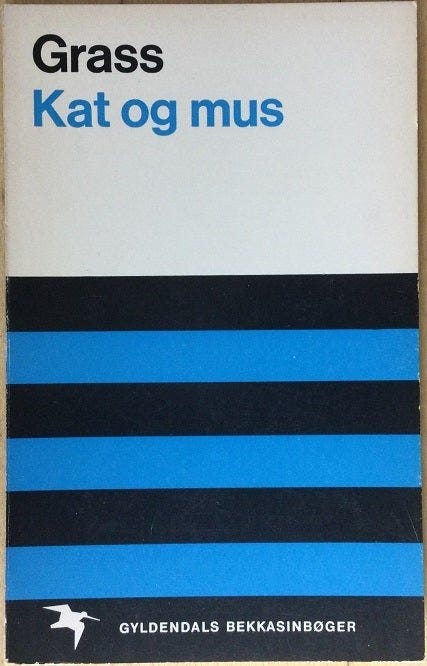 Grass
Kat og mus
GYLDENDALS BEKKASINBØGER